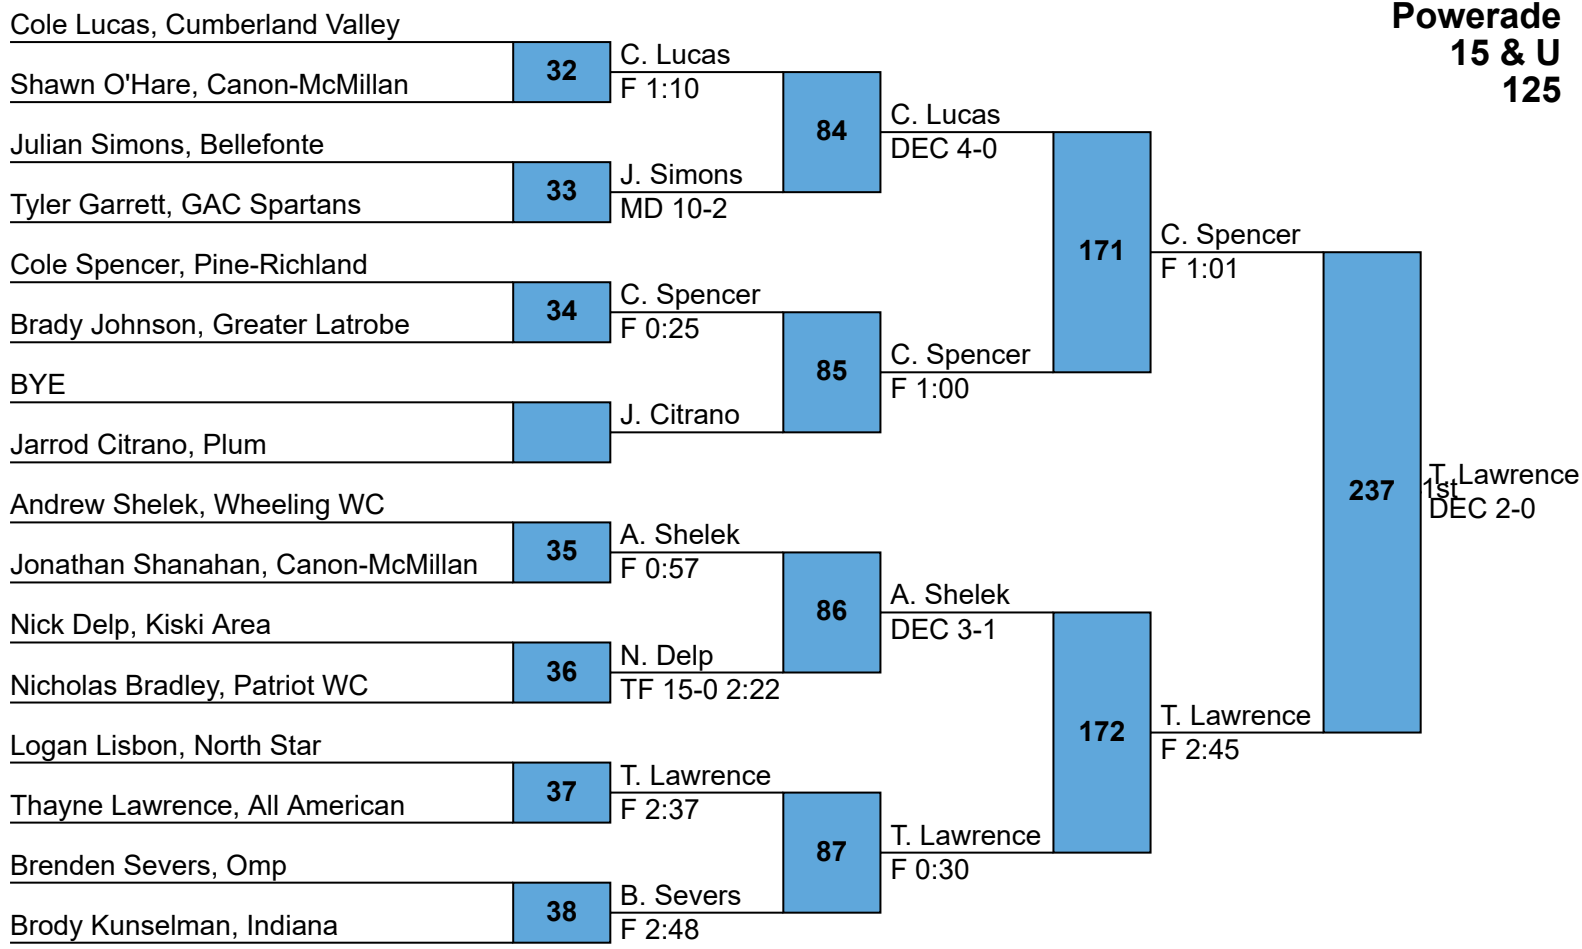 Powerade
15 & U
125
Cole Lucas, Cumberland Valley
32
C. Lucas
F 1:10
Shawn O'Hare, Canon-McMillan
84
C. Lucas
DEC 4-0
Julian Simons, Bellefonte
33
J. Simons
MD 10-2
Tyler Garrett, GAC Spartans
171
C. Spencer
F 1:01
Cole Spencer, Pine-Richland
34
C. Spencer
F 0:25
Brady Johnson, Greater Latrobe
85
C. Spencer
F 1:00
BYE
J. Citrano
Jarrod Citrano, Plum
237
T. Lawrence
1st
DEC 2-0
Andrew Shelek, Wheeling WC
35
A. Shelek
F 0:57
Jonathan Shanahan, Canon-McMillan
86
A. Shelek
DEC 3-1
Nick Delp, Kiski Area
36
N. Delp
TF 15-0 2:22
Nicholas Bradley, Patriot WC
172
T. Lawrence
F 2:45
Logan Lisbon, North Star
37
T. Lawrence
F 2:37
Thayne Lawrence, All American
87
T. Lawrence
F 0:30
Brenden Severs, Omp
38
B. Severs
F 2:48
Brody Kunselman, Indiana